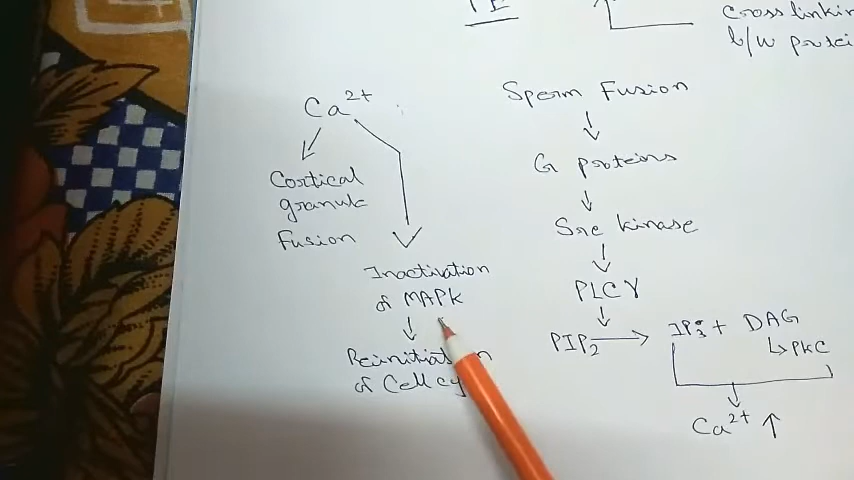 cross linkin
b/w protei
Ca2+
Cortical
granule
Fusion
Inactivation
of MAPK
Reinitiat n
of Cell cy
Sperm Fusion
G proteins
Src kinase
PLCγ
PIP2 → IP3 + DAG
↳ PKC
Ca2+ ↑